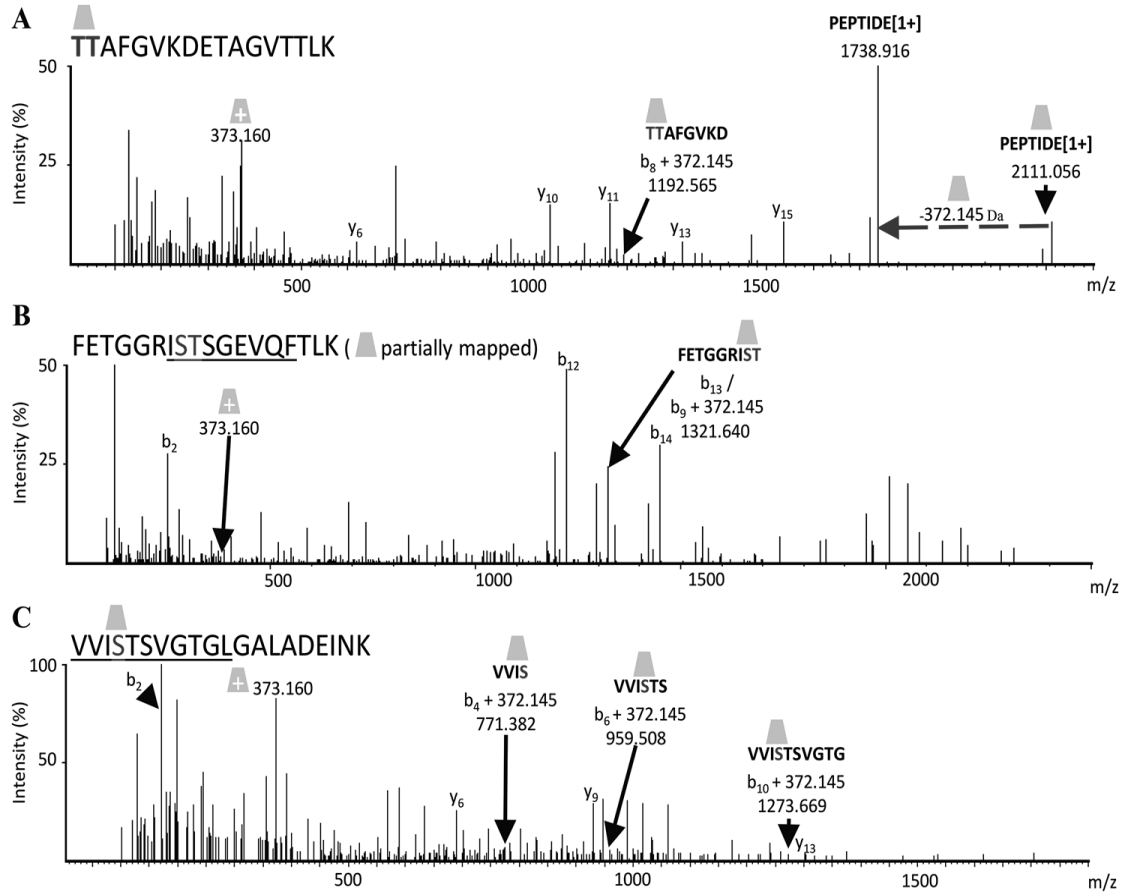 A
TTAFGVKDETAGVTTLK
PEPTIDE[1+]
1738.916
50
+
373.160
TTAFGVKD
b8 + 372.145
1192.565
PEPTIDE[1+]
2111.056
Intensity (%)
25
y6
y10
y11
y13
y15
-372.145 Da
500
1000
1500
m/z
B
FETGGRISTSGEVQFTLK ( partially mapped)
50
b12
FETGGRIST
b13 /
b9 + 372.145
1321.640
+
373.160
Intensity (%)
25
b2
b14
500
1000
1500
2000
m/z
C
VVISTSVGTGLGALADEINK
100
b2
+
373.160
VVIS
b4 + 372.145
771.382
VVISTS
b6 + 372.145
959.508
VVISTSVGTG
b10 + 372.145
1273.669
Intensity (%)
50
y6
y9
y13
500
1000
1500
m/z